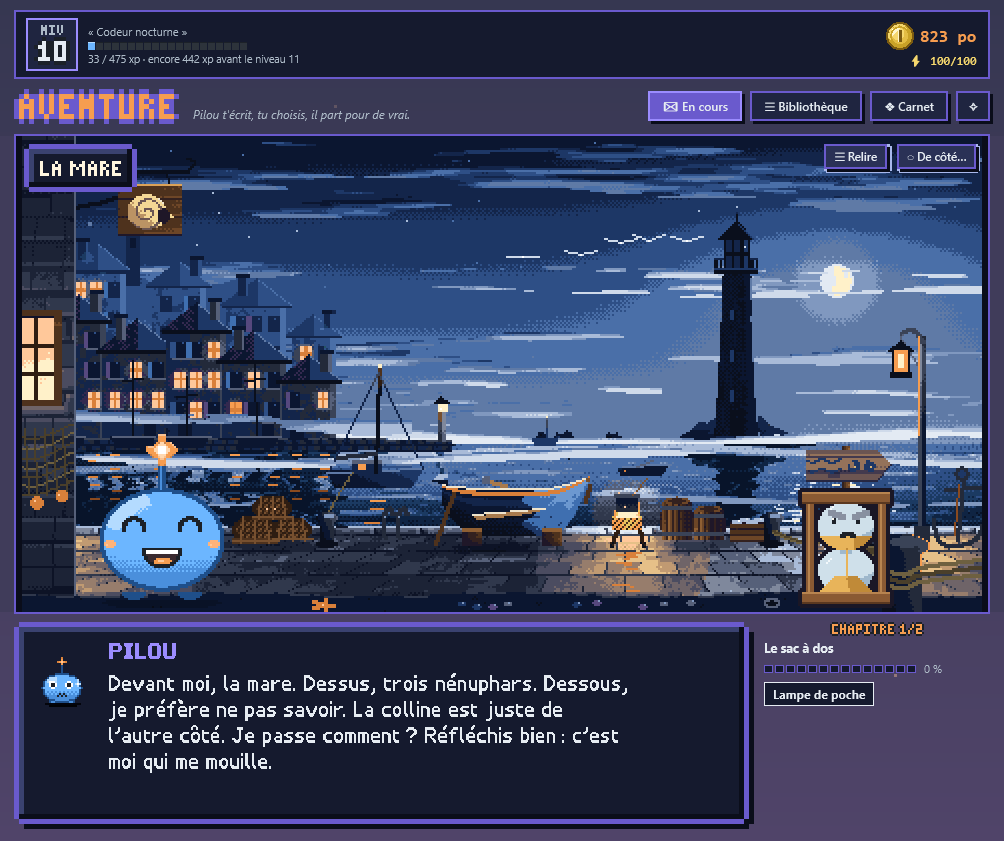 NIV
10
« Codeur nocturne »
33 / 475 xp · encore 442 xp avant le niveau 11
823 po
100/100
AVENTURE
Pilou t'écrit, tu choisis, il part pour de vrai.
En cours
Bibliothèque
Carnet
LA MARE
Relire
De côté…
PILOU
Devant moi, la mare. Dessus, trois nénuphars. Dessous,
je préfère ne pas savoir. La colline est juste de
l'autre côté. Je passe comment ? Réfléchis bien : c'est
moi qui me mouille.
CHAPITRE 1/2
Le sac à dos
0 %
Lampe de poche